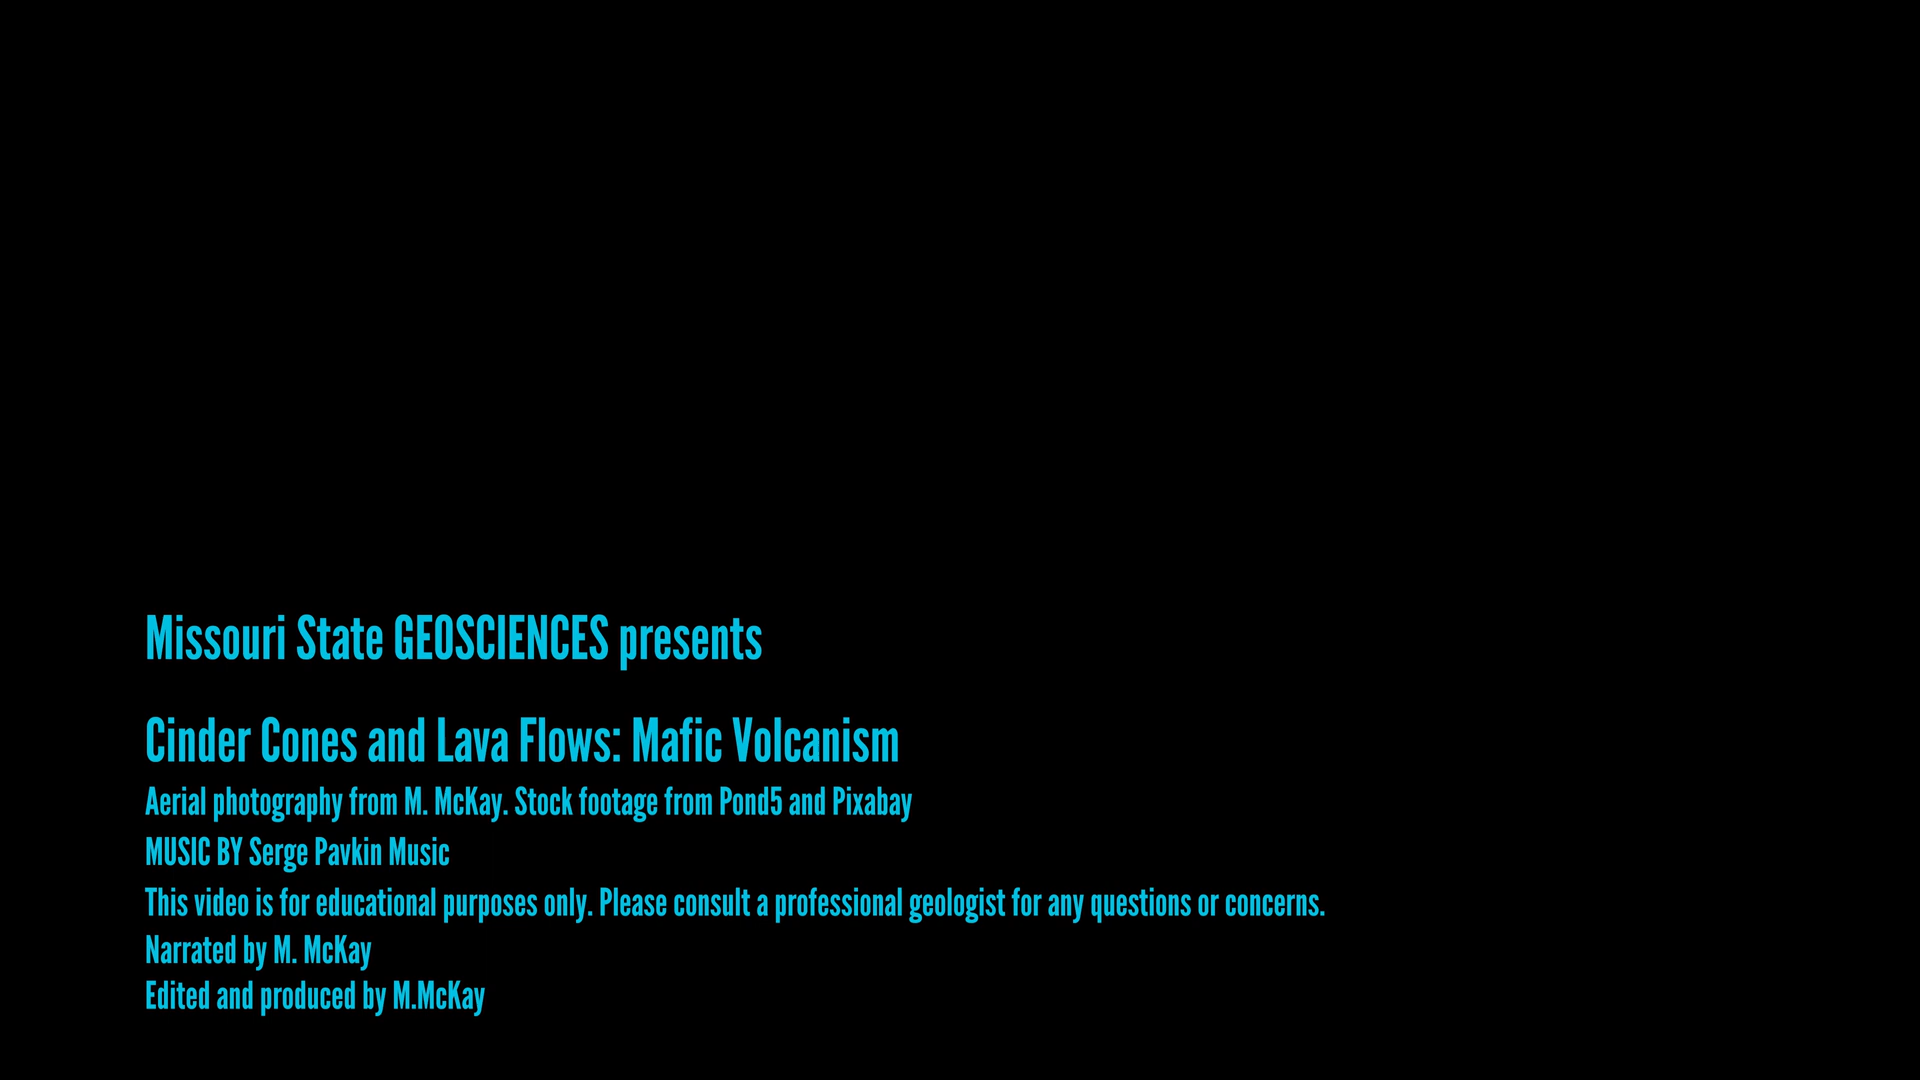 Missouri State GEOSCIENCES presents
Cinder Cones and Lava Flows: Mafic Volcanism
Aerial photography from M. McKay. Stock footage from Pond5 and Pixabay
MUSIC BY Serge Pavkin Music
This video is for educational purposes only. Please consult a professional geologist for any questions or concerns.
Narrated by M. McKay
Edited and produced by M.McKay